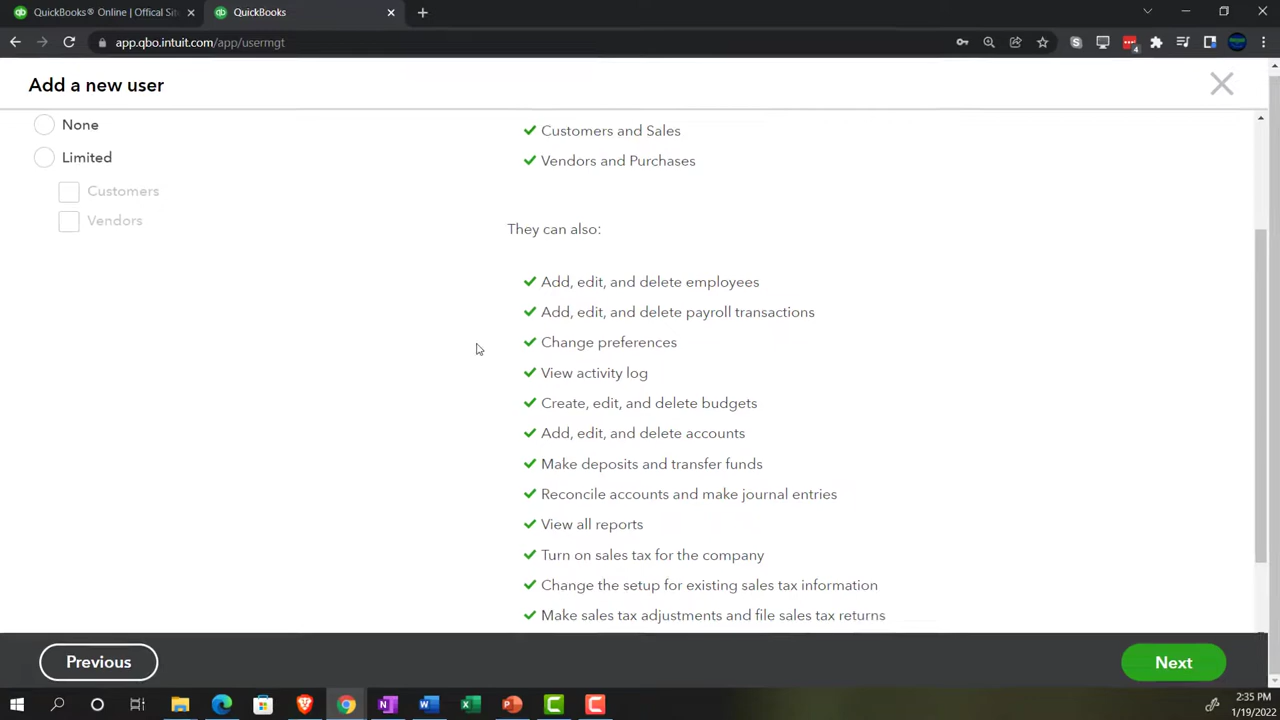 QuickBooks® Online | Offical Sit
QuickBooks
app.qbo.intuit.com/app/usermgt
4
Add a new user
None
Limited
Customers
Vendors
Customers and Sales
Vendors and Purchases
They can also:
Add, edit, and delete employees
Add, edit, and delete payroll transactions
Change preferences
View activity log
Create, edit, and delete budgets
Add, edit, and delete accounts
Make deposits and transfer funds
Reconcile accounts and make journal entries
View all reports
Turn on sales tax for the company
Change the setup for existing sales tax information
Make sales tax adjustments and file sales tax returns
Previous
Next
2:35 PM
1/19/2022